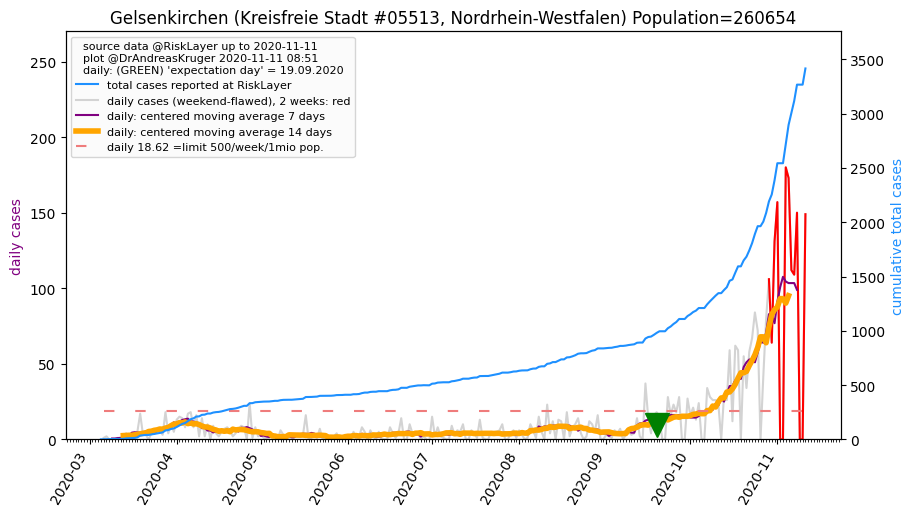 Gelsenkirchen (Kreisfreie Stadt #05513, Nordrhein-Westfalen) Population=260654
source data @RiskLayer up to 2020-11-11
plot @DrAndreasKruger 2020-11-11 08:51
daily: (GREEN) 'expectation day' = 19.09.2020
total cases reported at RiskLayer
daily cases (weekend-flawed), 2 weeks: red
daily: centered moving average 7 days
daily: centered moving average 14 days
daily 18.62 =limit 500/week/1mio pop.
daily cases
250
200
150
100
50
0
cumulative total cases
3500
3000
2500
2000
1500
1000
500
0
2020-03
2020-04
2020-05
2020-06
2020-07
2020-08
2020-09
2020-10
2020-11